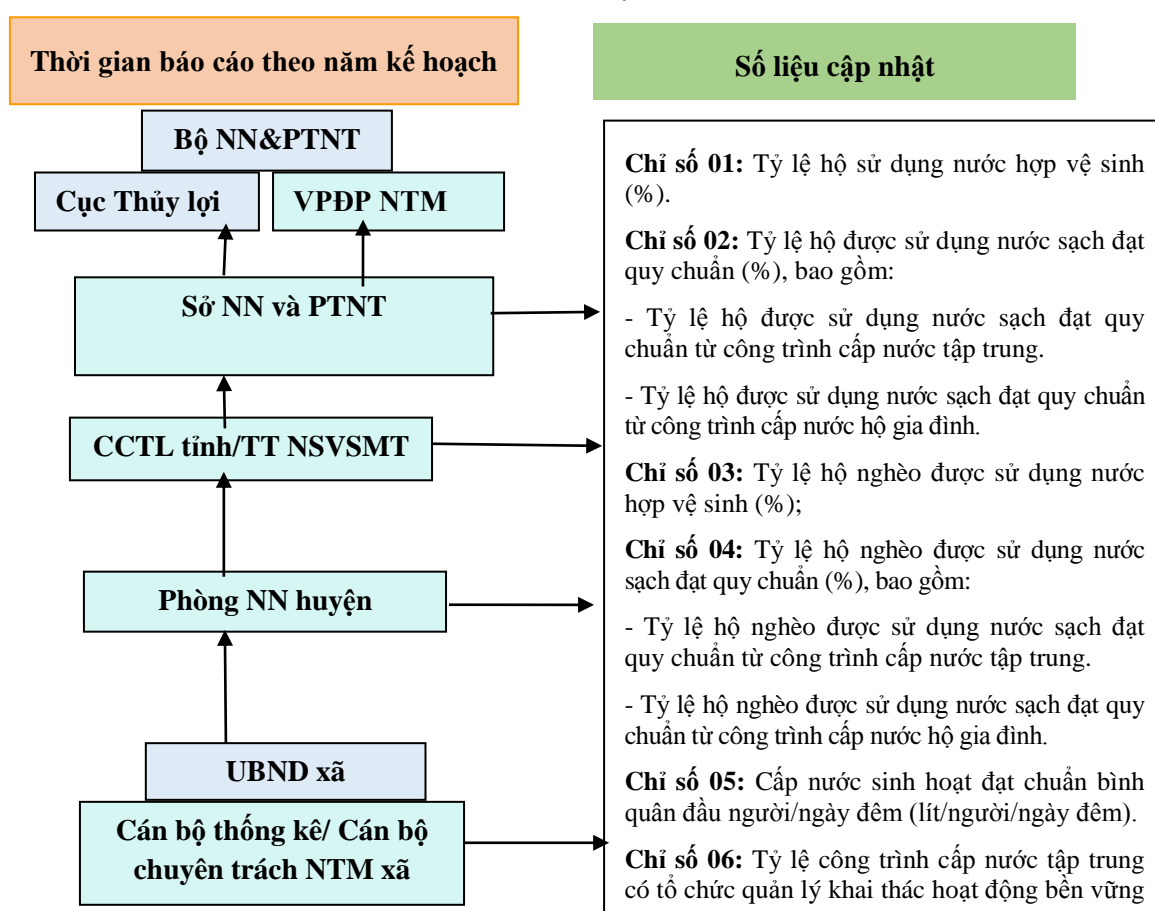 Thời gian báo cáo theo năm kế hoạch
Bộ NN&PTNT
Cục Thủy lợi
VPĐP NTM
Sở NN và PTNT
CCTL tỉnh/TT NSVSMT
Phòng NN huyện
UBND xã
Cán bộ thống kê/ Cán bộ
chuyên trách NTM xã
Số liệu cập nhật
Chỉ số 01: Tỷ lệ hộ sử dụng nước hợp vệ sinh
(%).
Chỉ số 02: Tỷ lệ hộ được sử dụng nước sạch đạt
quy chuẩn (%), bao gồm:
- Tỷ lệ hộ được sử dụng nước sạch đạt quy
chuẩn từ công trình cấp nước tập trung.
- Tỷ lệ hộ được sử dụng nước sạch đạt quy chuẩn
từ công trình cấp nước hộ gia đình.
Chỉ số 03: Tỷ lệ hộ nghèo được sử dụng nước
hợp vệ sinh (%);
Chỉ số 04: Tỷ lệ hộ nghèo được sử dụng nước
sạch đạt quy chuẩn (%), bao gồm:
- Tỷ lệ hộ nghèo được sử dụng nước sạch đạt
quy chuẩn từ công trình cấp nước tập trung.
- Tỷ lệ hộ nghèo được sử dụng nước sạch đạt quy
chuẩn từ công trình cấp nước hộ gia đình.
Chỉ số 05: Cấp nước sinh hoạt đạt chuẩn bình
quân đầu người/ngày đêm (lít/người/ngày đêm).
Chỉ số 06: Tỷ lệ công trình cấp nước tập trung
có tổ chức quản lý khai thác hoạt động bền vững